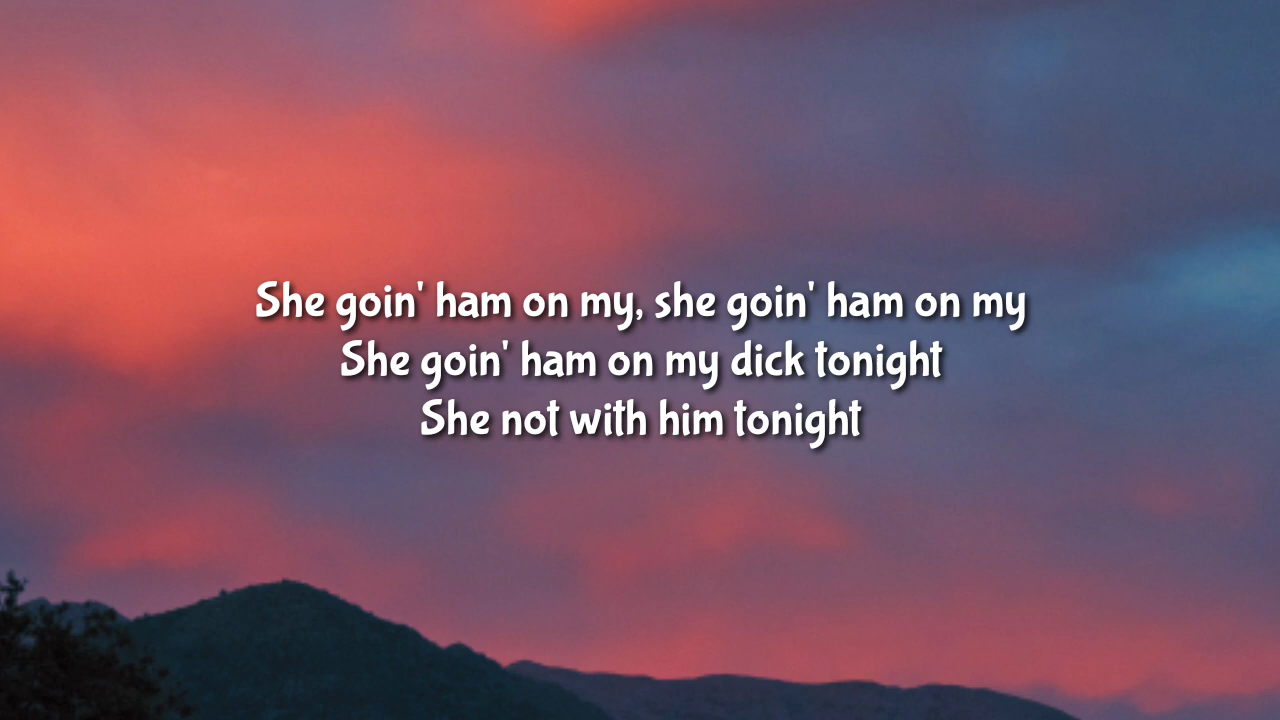 She goin' ham on my, she goin' ham on my
She goin' ham on my dick tonight
She not with him tonight